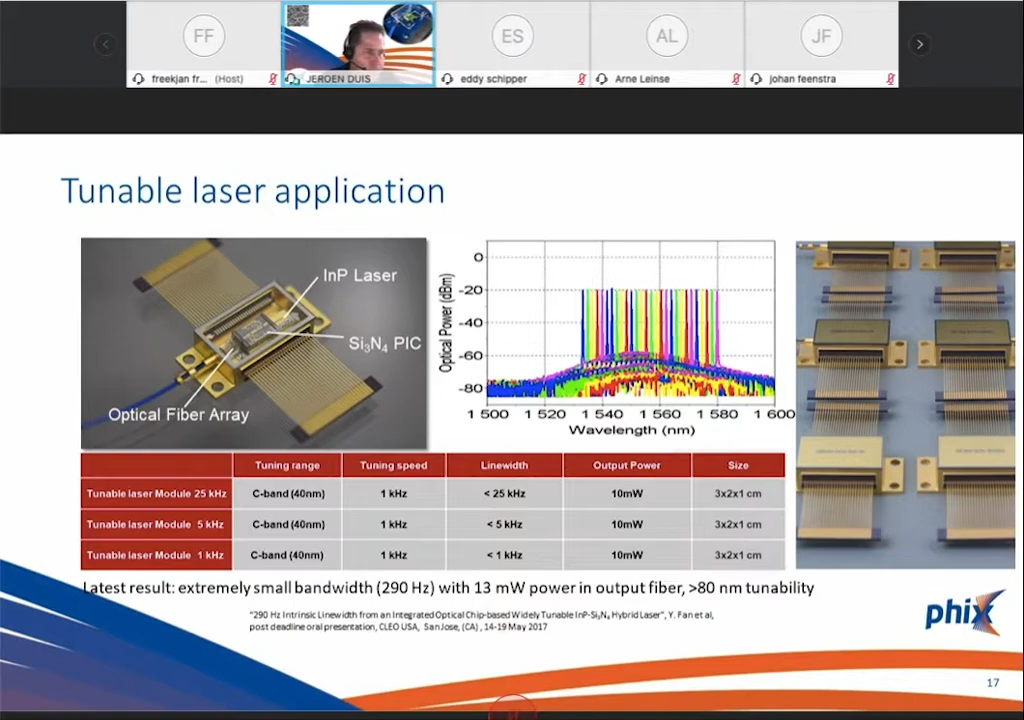 FF
ES
AL
JF
freekjan fr... (Host)
JEROEN DUIS
eddy schipper
Arne Leinse
johan feenstra
Tunable laser application
InP Laser
Si₃N₄ PIC
Optical Fiber Array
Optical Power (dBm)
0
-20
-40
-60
-80
1 500 1 520 1 540 1 560 1 580 1 600
Wavelength (nm)
Tuning range Tuning speed Linewidth Output Power Size
Tunable laser Module 25 kHz C-band (40nm) 1 kHz < 25 kHz 10mW 3x2x1 cm
Tunable laser Module 5 kHz C-band (40nm) 1 kHz < 5 kHz 10mW 3x2x1 cm
Tunable laser Module 1 kHz C-band (40nm) 1 kHz < 1 kHz 10mW 3x2x1 cm
Latest result: extremely small bandwidth (290 Hz) with 13 mW power in output fiber, >80 nm tunability
"290 Hz Intrinsic Linewidth from an Integrated Optical Chip-based Widely Tunable InP-Si₃N₄ Hybrid Laser", Y. Fan et al,
post deadline oral presentation, CLEO USA, San Jose, (CA) , 14-19 May 2017
phix
17